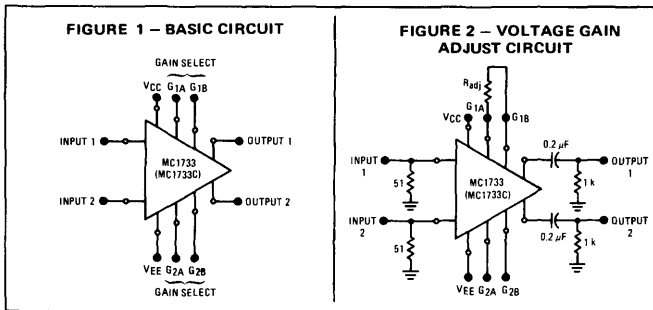 FIGURE 1 – BASIC CIRCUIT
GAIN SELECT
VCC G1A G1B
INPUT 1
OUTPUT 1
MC1733
(MC1733C)
INPUT 2
OUTPUT 2
VEE G2A G2B
GAIN SELECT
FIGURE 2 – VOLTAGE GAIN
ADJUST CIRCUIT
Radj
G1A
VCC
G1B
0.2 µF
INPUT
1
OUTPUT
1
51
MC1733
(MC1733C)
1 k
INPUT
2
OUTPUT
2
0.2 µF
51
1 k
VEE G2A G2B